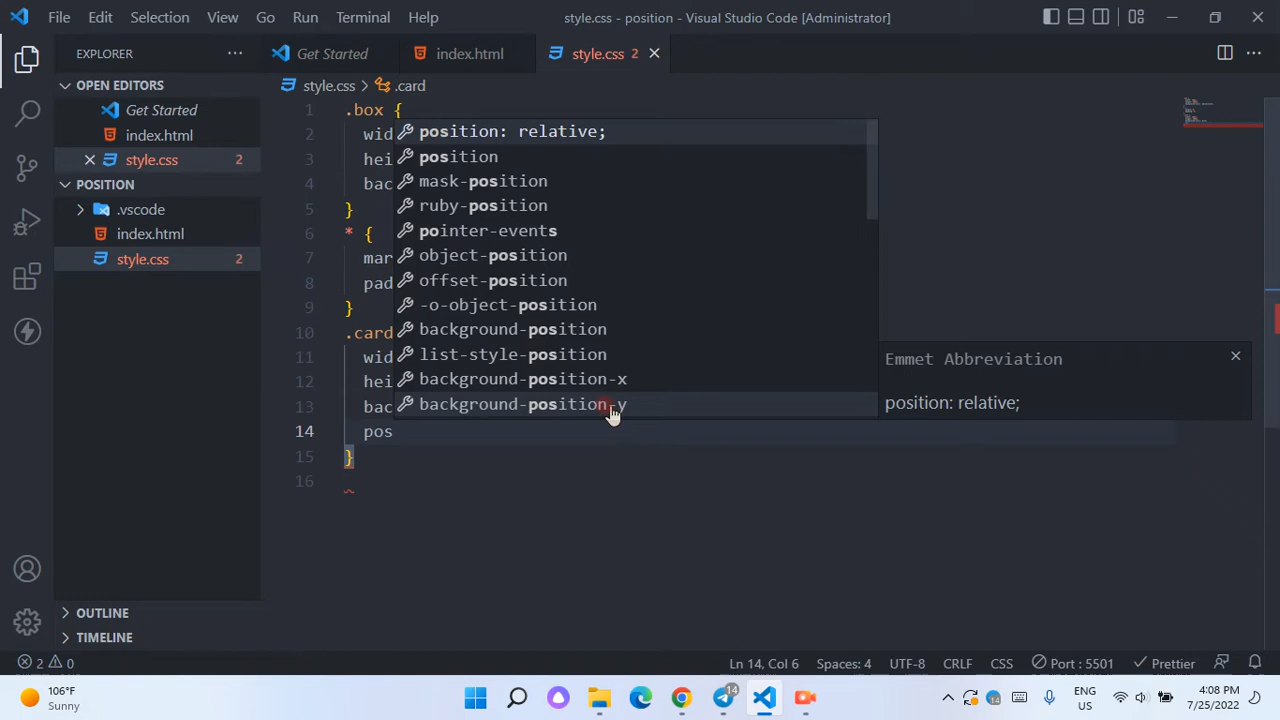 File Edit Selection View Go Run Terminal Help
style.css - position - Visual Studio Code [Administrator]
EXPLORER
Get Started
index.html
style.css 2
OPEN EDITORS
Get Started
index.html
style.css 2
POSITION
.vscode
index.html
style.css 2
OUTLINE
TIMELINE
style.css > .card
1 .box {
2 wid
3 hei
4 bac
5 }
6 * {
7 mar
8 pad
9 }
10 .card
11 wid
12 hei
13 bac
14 pos
15 }
16
position: relative;
position
mask-position
ruby-position
pointer-events
object-position
offset-position
-o-object-position
background-position
list-style-position
background-position-x
background-position-y
Emmet Abbreviation
position: relative;
2 0
Ln 14, Col 6 Spaces: 4 UTF-8 CRLF CSS Port : 5501 Prettier
106°F
Sunny
14
14
ENG
US
4:08 PM
7/25/2022